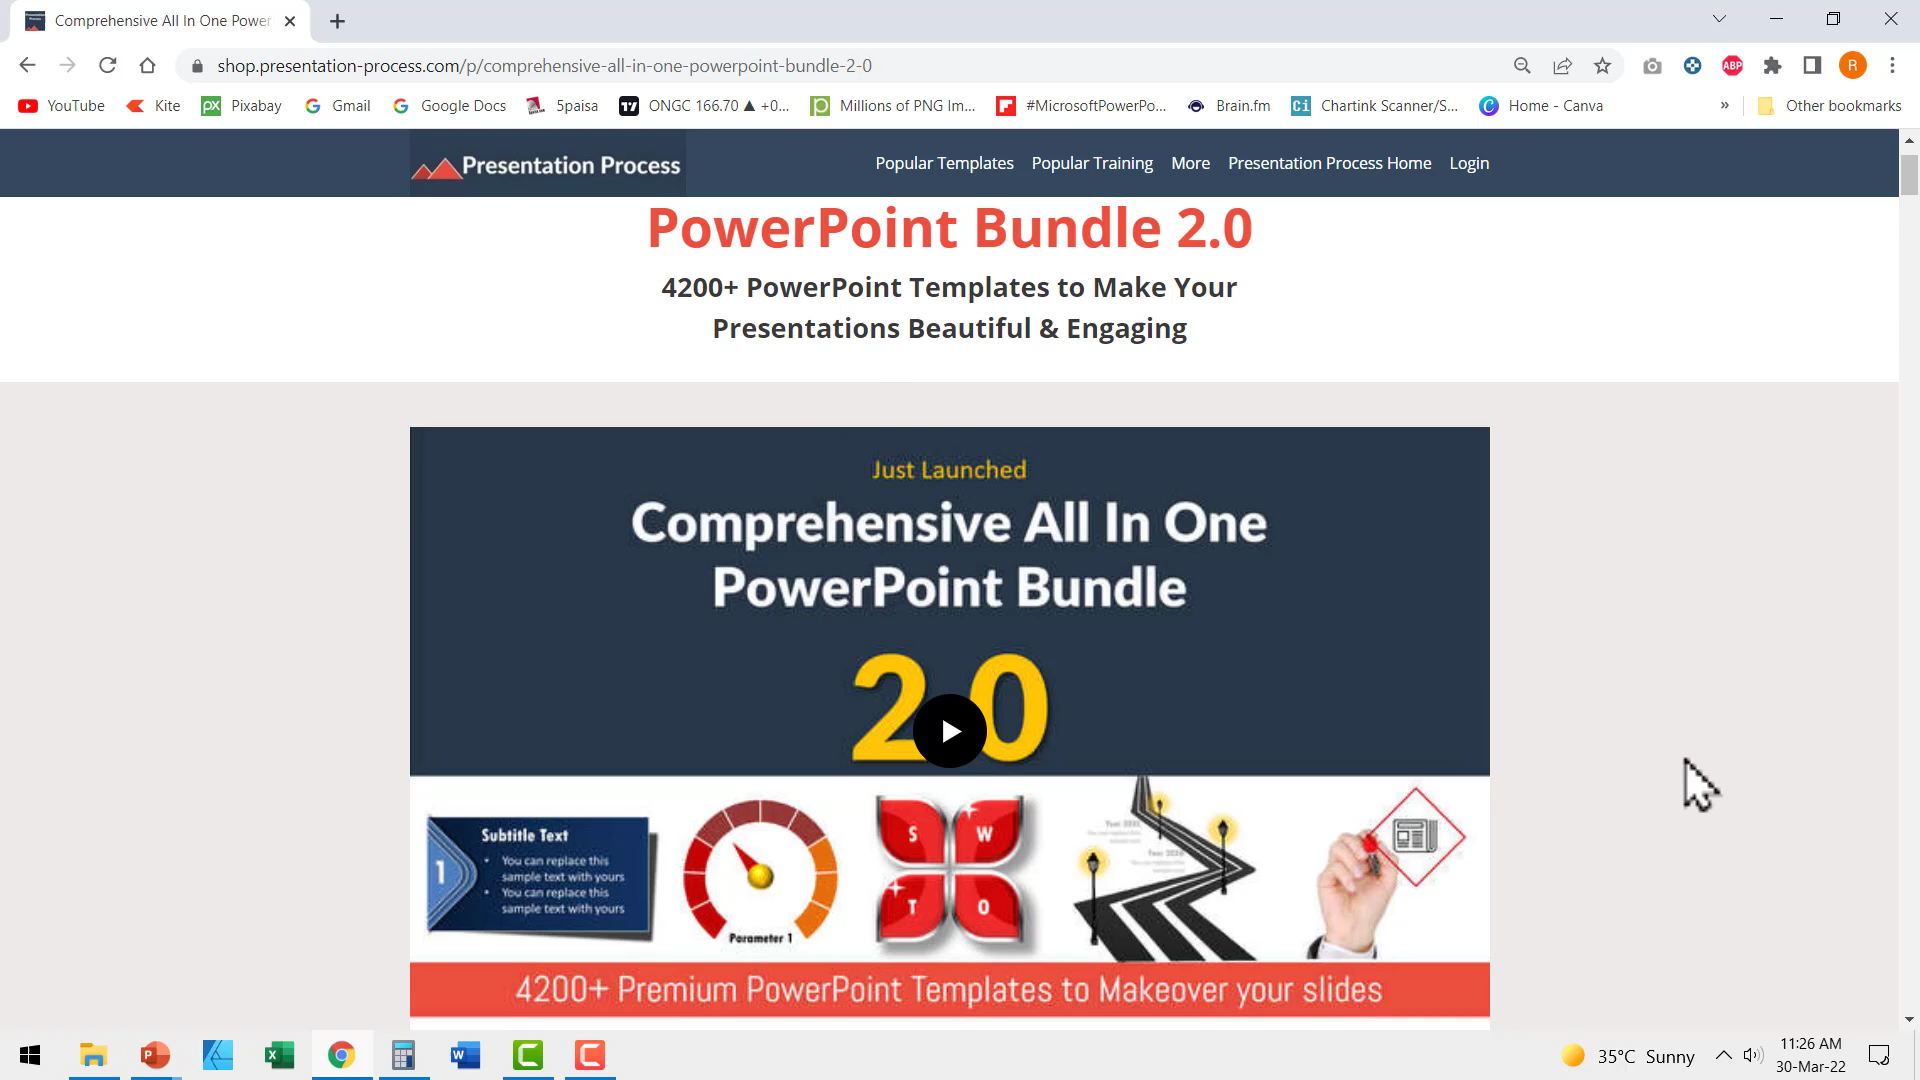 Comprehensive All In One Power
shop.presentation-process.com/p/comprehensive-all-in-one-powerpoint-bundle-2-0
ABP
R
YouTube
Kite
px
Pixabay
Gmail
Google Docs
5paisa
ONGC 166.70 ▲ +0...
Millions of PNG Im...
#MicrosoftPowerPo...
Brain.fm
Ci
Chartink Scanner/S...
Home - Canva
»
Other bookmarks
Presentation Process
Popular Templates
Popular Training
More
Presentation Process Home
Login
PowerPoint Bundle 2.0
4200+ PowerPoint Templates to Make Your
Presentations Beautiful & Engaging
Just Launched
Comprehensive All In One
PowerPoint Bundle
2.0
1
Subtitle Text
• You can replace this
sample text with yours
• You can replace this
sample text with yours
Parameter 1
S
W
T
O
4200+ Premium PowerPoint Templates to Makeover your slides
35°C Sunny
11:26 AM
30-Mar-22